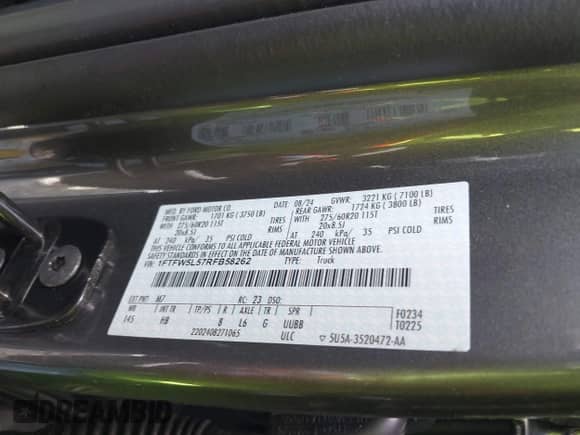 MFD. BY FORD MOTOR CO. DATE: 08/24 GVWR: 3221 KG ( 7100 LB)
FRONT GAWR: 1701 KG ( 3750 LB) REAR GAWR: 1724 KG ( 3800 LB)
275/60R20 115T TIRES 275/60R20 115T TIRES
20x8.5J RIMS 20x8.5J RIMS
AT 240 kPa/ 35 PSI COLD AT 240 kPa/ 35 PSI COLD
THIS VEHICLE CONFORMS TO ALL APPLICABLE FEDERAL MOTOR VEHICLE
SAFETY STANDARDS IN EFFECT ON THE DATE OF MANUFACTURE SHOWN ABOVE.
VIN: 1FTFW5L57RFB58262 TYPE: Truck
EXT PNT: M7 RC: 23 DSO: F0234
WB INT TR TP/PS R AXLE TR SPR T0225
145 HB 8 L6 G UUBB
2202408271065 ULC 5U5A-3520472-AA
DREAMBID